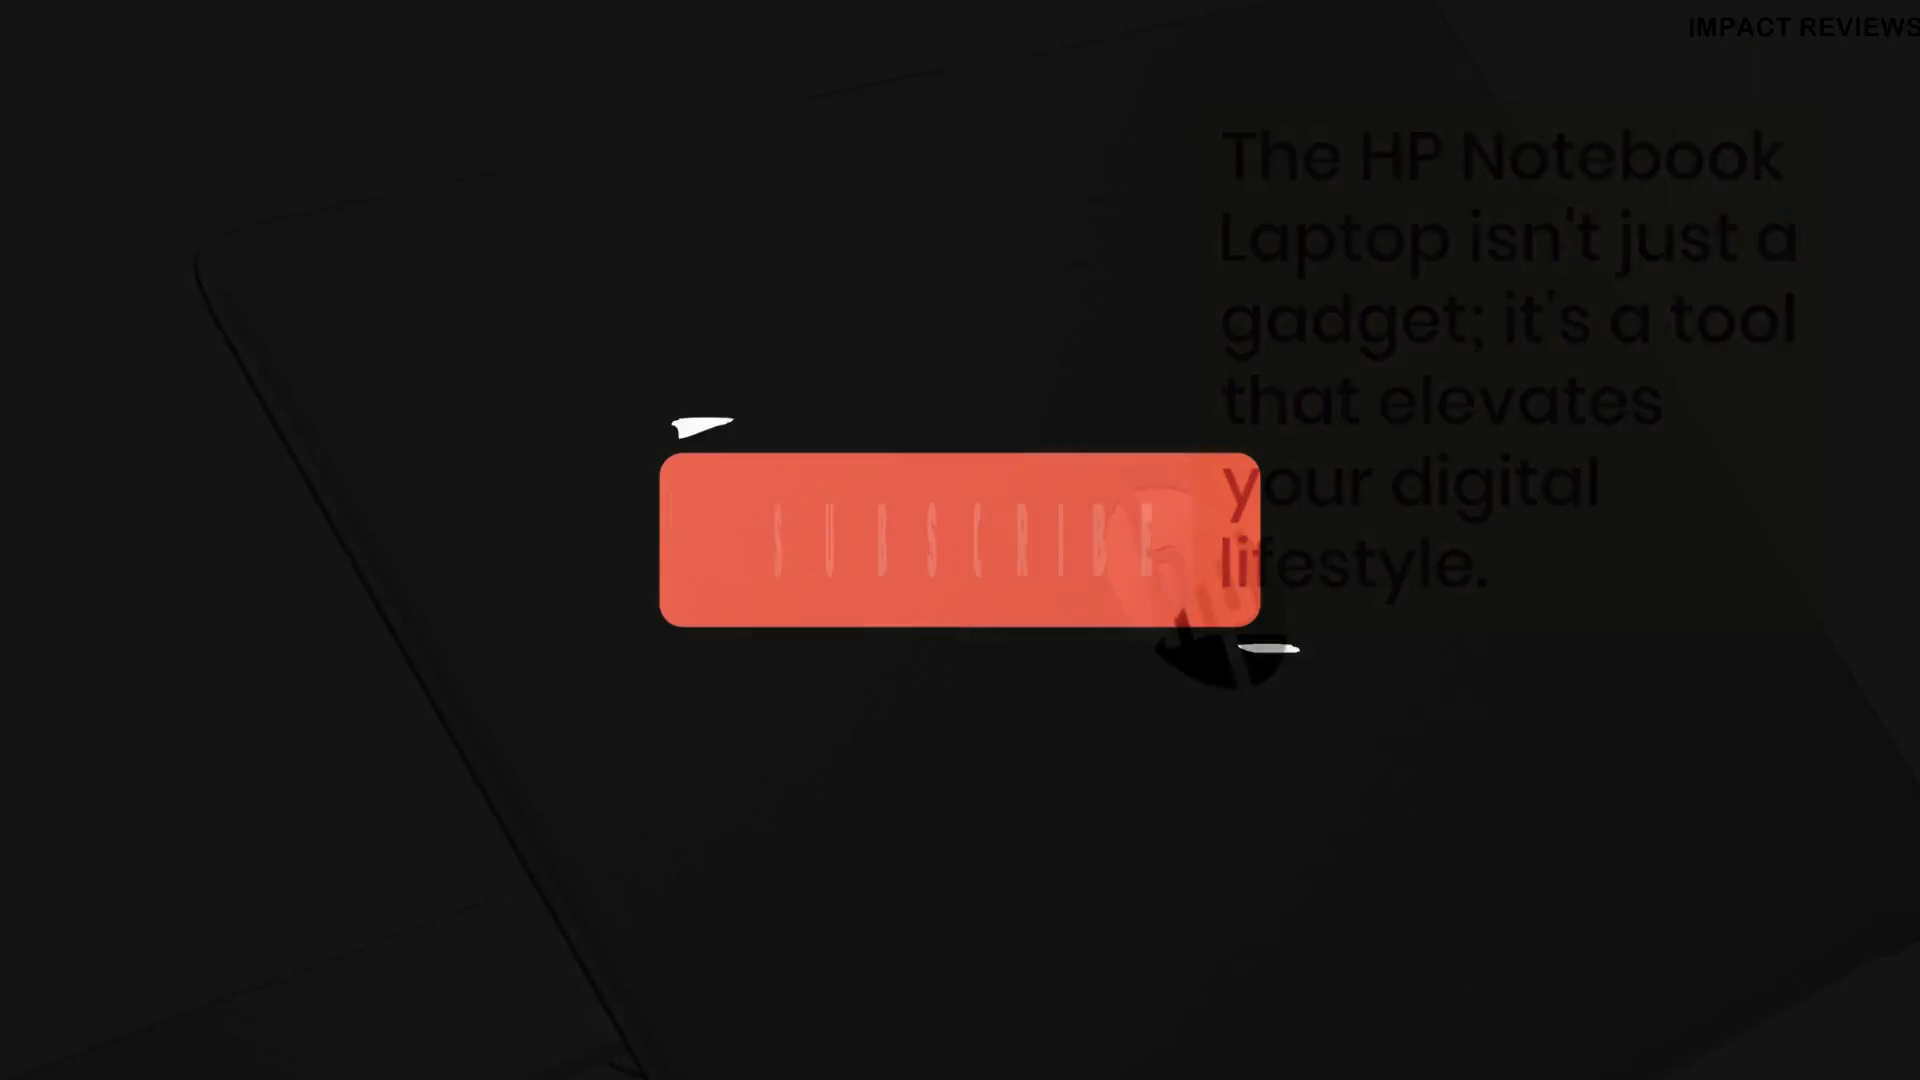 IMPACT REVIEWS
The HP Notebook
Laptop isn't just a
gadget; it's a tool
that elevates
your digital
lifestyle.
SUBSCRIBE